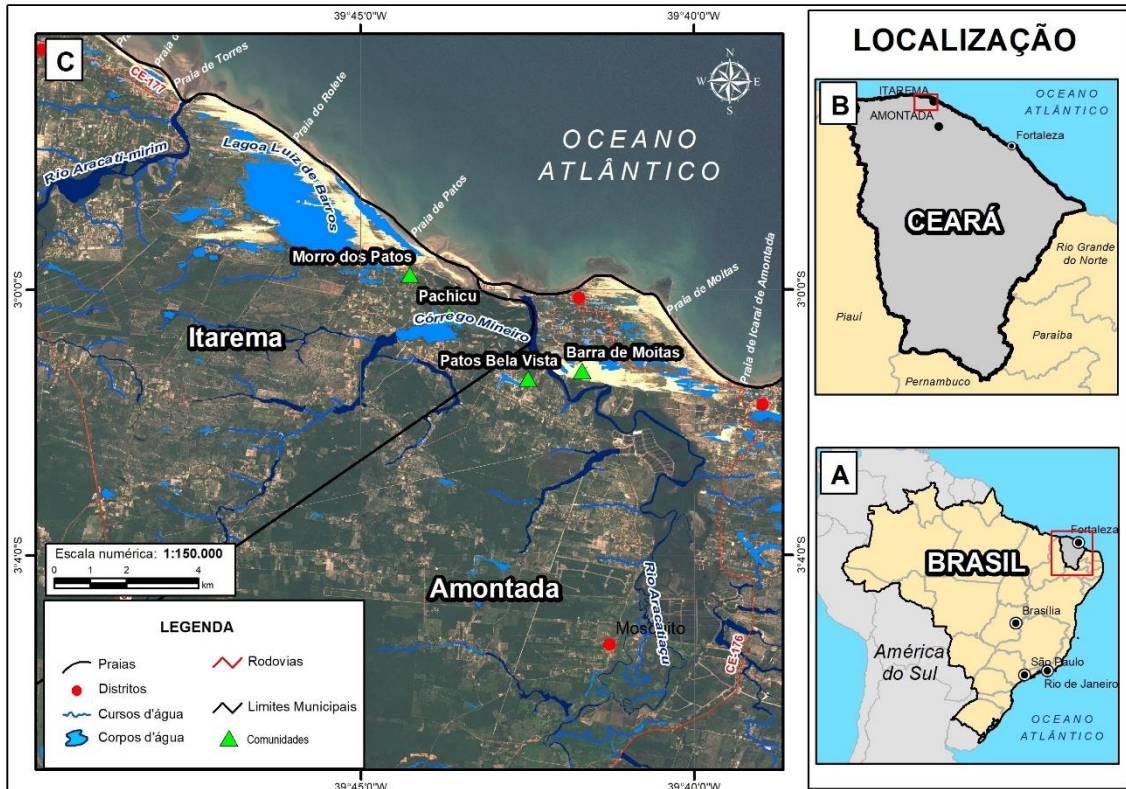 39°45'0"W
39°40'0"W
C
Praia de Torres
CE-177
Praia do Rolete
N
W
E
S
OCEANO
ATLÂNTICO
Rio Aracati-mirim
Lagoa Luiz de Barros
Praia de Patos
Morro dos Patos
Pachicu
3°0'0"S
3°0'0"S
Praia de Moitas
Praia de Icaraí de Amontada
Córrego Mineiro
Itarema
Patos Bela Vista
Barra de Moitas
3°4'0"S
3°4'0"S
Amontada
Rio Aracatiaçu
CE-176
Escala numérica: 1:150.000
0 1 2 4
km
LEGENDA
Praias
Rodovias
Distritos
Cursos d'água
Limites Municipais
Corpos d'água
Comunidades
39°45'0"W
39°40'0"W
LOCALIZAÇÃO
B
ITAREMA
AMONTADA
OCEANO
ATLÂNTICO
Fortaleza
CEARÁ
Rio Grande
do Norte
Piauí
Paraíba
Pernambuco
A
Fortaleza
BRASIL
Brasília
América
do Sul
São Paulo
Rio de Janeiro
OCEANO
ATLÂNTICO